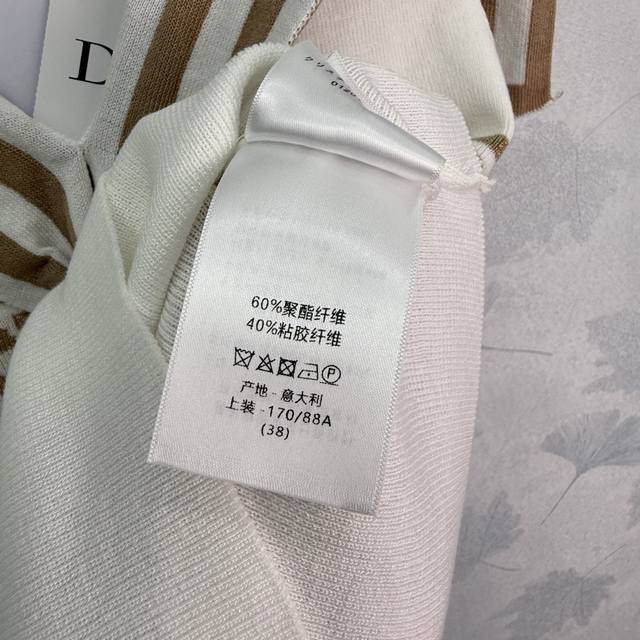 D
60%聚酯纤维
40%粘胶纤维
P
产地 - 意大利
上装 -170/88A
(38)